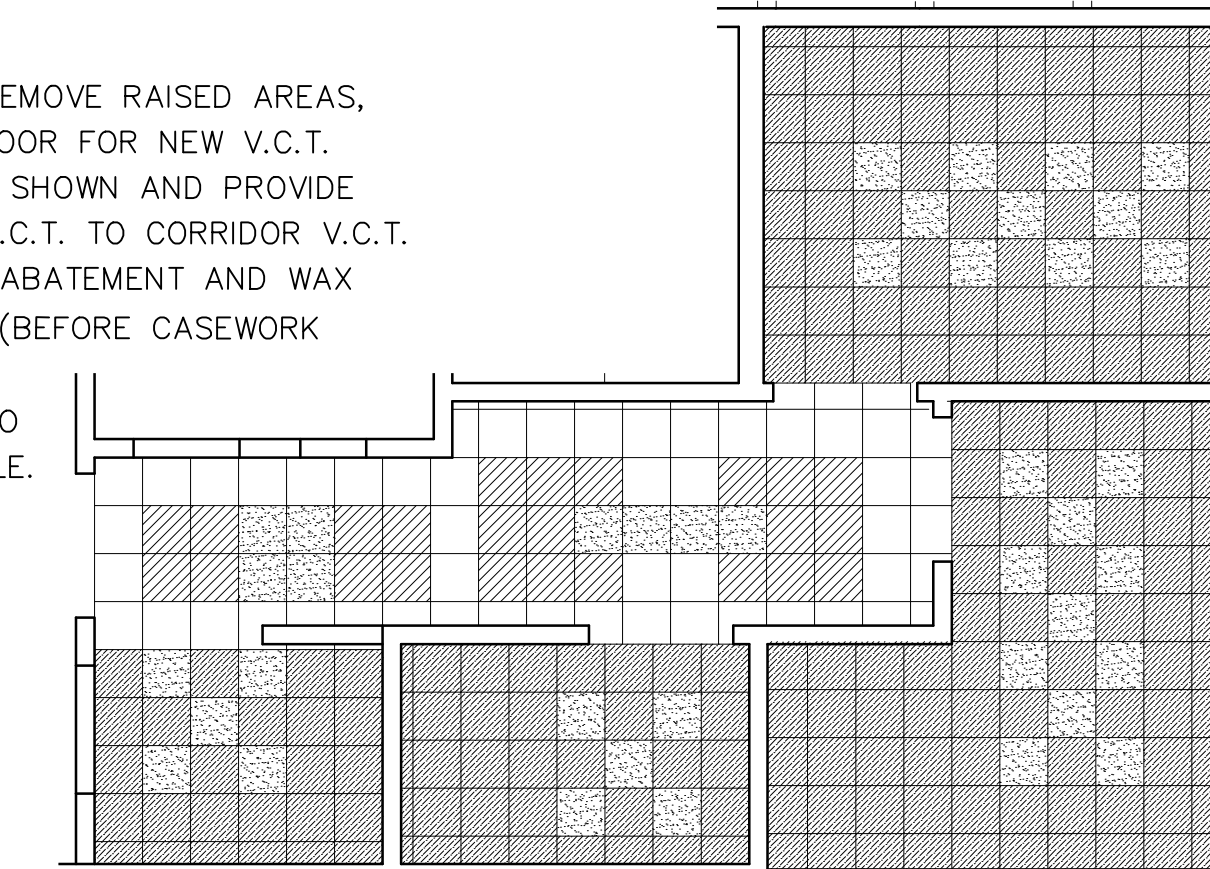 EMOVE RAISED AREAS,
OOR FOR NEW V.C.T.
SHOWN AND PROVIDE
.C.T. TO CORRIDOR V.C.T.
ABATEMENT AND WAX
(BEFORE CASEWORK
O
LE.